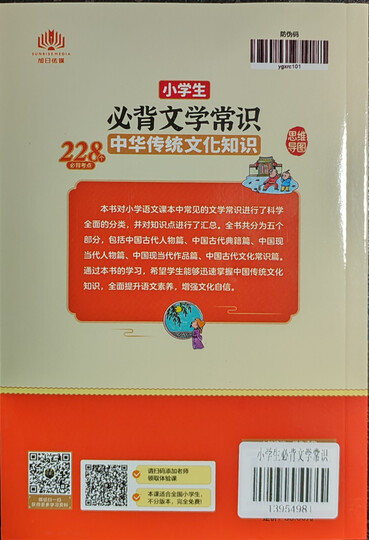 防伪码
ygxrc101
SUNRISE MEDIA
旭日传媒
小学生
必背文学常识
228个
必背考点
中华传统文化知识
思维
导图
本书对小学语文课本中常见的文学常识进行了科学
全面的分类，并对知识点进行了汇总。全书共分为五个
部分，包括中国古代人物篇、中国古代典籍篇、中国现
当代人物篇、中国现当代作品篇、中国古代文化常识篇。
通过本书的学习，希望学生能够迅速掌握中国传统文化
知识，全面提升语文素养，增强文化自信。
请扫码添加老师
领取体验课
本课适合全国小学生，
不分版本，完全免费！
小学生必背文学常识
13954981